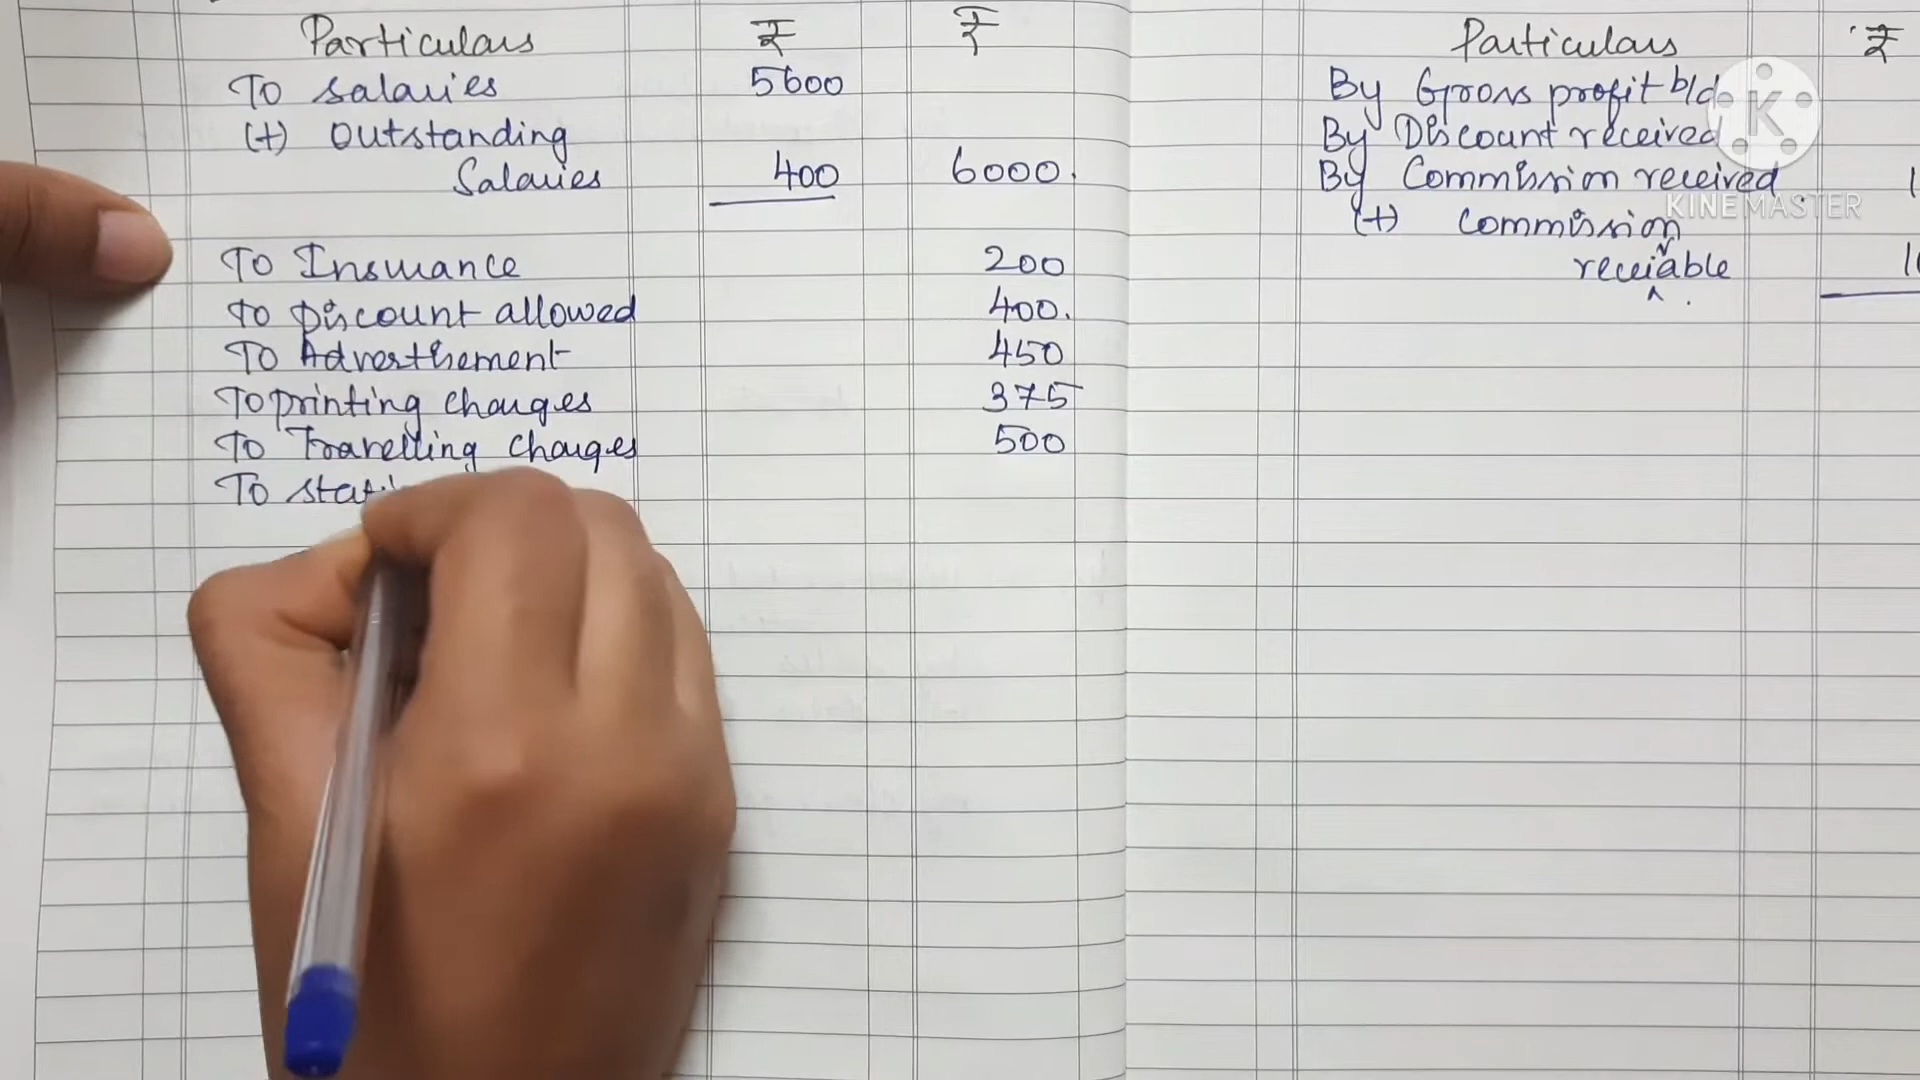 Particulars ₹ ₹
To Salaries 5600
(+) Outstanding
Salaries 400 6000.
To Insurance 200
To Discount allowed 400.
To Advertisement 450
To printing charges 375
To Travelling charges 500
To
Particulars ₹
By Gross profit b/d
By Discount received
By Commission received
(+) Commission
receivable
KINEMASTER
K